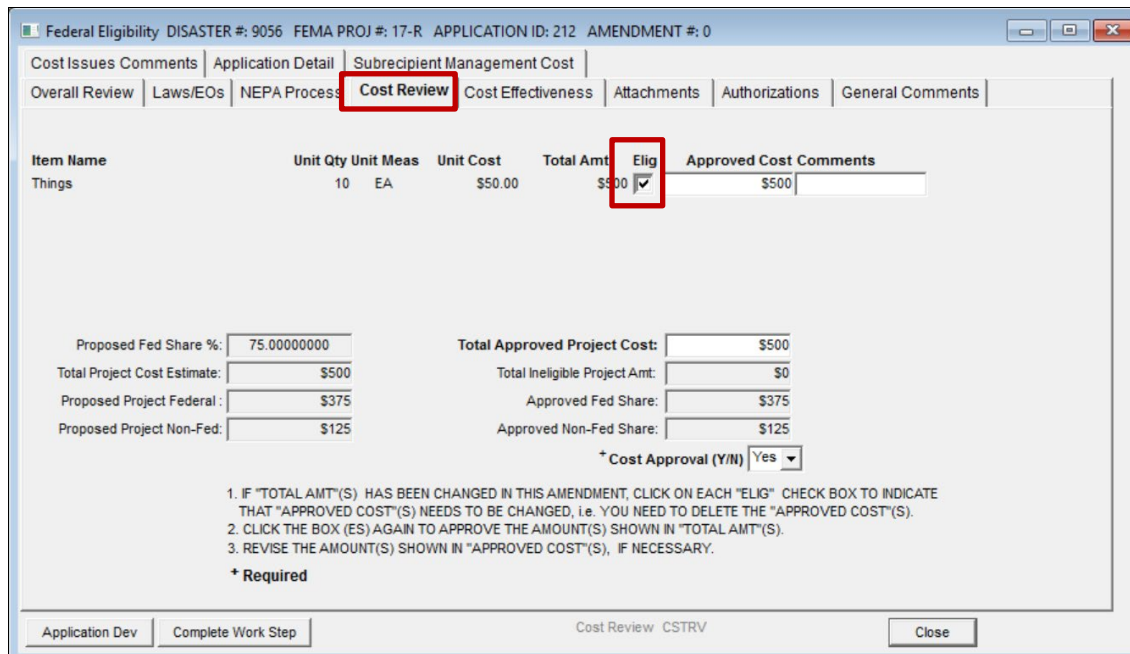 Federal Eligibility DISASTER #: 9056 FEMA PROJ #: 17-R APPLICATION ID: 212 AMENDMENT #: 0
Cost Issues Comments Application Detail Subrecipient Management Cost
Overall Review Laws/EOs NEPA Process Cost Review Cost Effectiveness Attachments Authorizations General Comments
Item Name Unit Qty Unit Meas Unit Cost Total Amt Elig Approved Cost Comments
Things 10 EA $50.00 $500 $500
Proposed Fed Share %: 75.00000000 Total Approved Project Cost: $500
Total Project Cost Estimate: $500 Total Ineligible Project Amt: $0
Proposed Project Federal : $375 Approved Fed Share: $375
Proposed Project Non-Fed: $125 Approved Non-Fed Share: $125
+ Cost Approval (Y/N) Yes
1. IF "TOTAL AMT"(S) HAS BEEN CHANGED IN THIS AMENDMENT, CLICK ON EACH "ELIG" CHECK BOX TO INDICATE
THAT "APPROVED COST"(S) NEEDS TO BE CHANGED, i.e. YOU NEED TO DELETE THE "APPROVED COST"(S).
2. CLICK THE BOX (ES) AGAIN TO APPROVE THE AMOUNT(S) SHOWN IN "TOTAL AMT"(S).
3. REVISE THE AMOUNT(S) SHOWN IN "APPROVED COST"(S), IF NECESSARY.
+ Required
Application Dev Complete Work Step Cost Review CSTRV Close